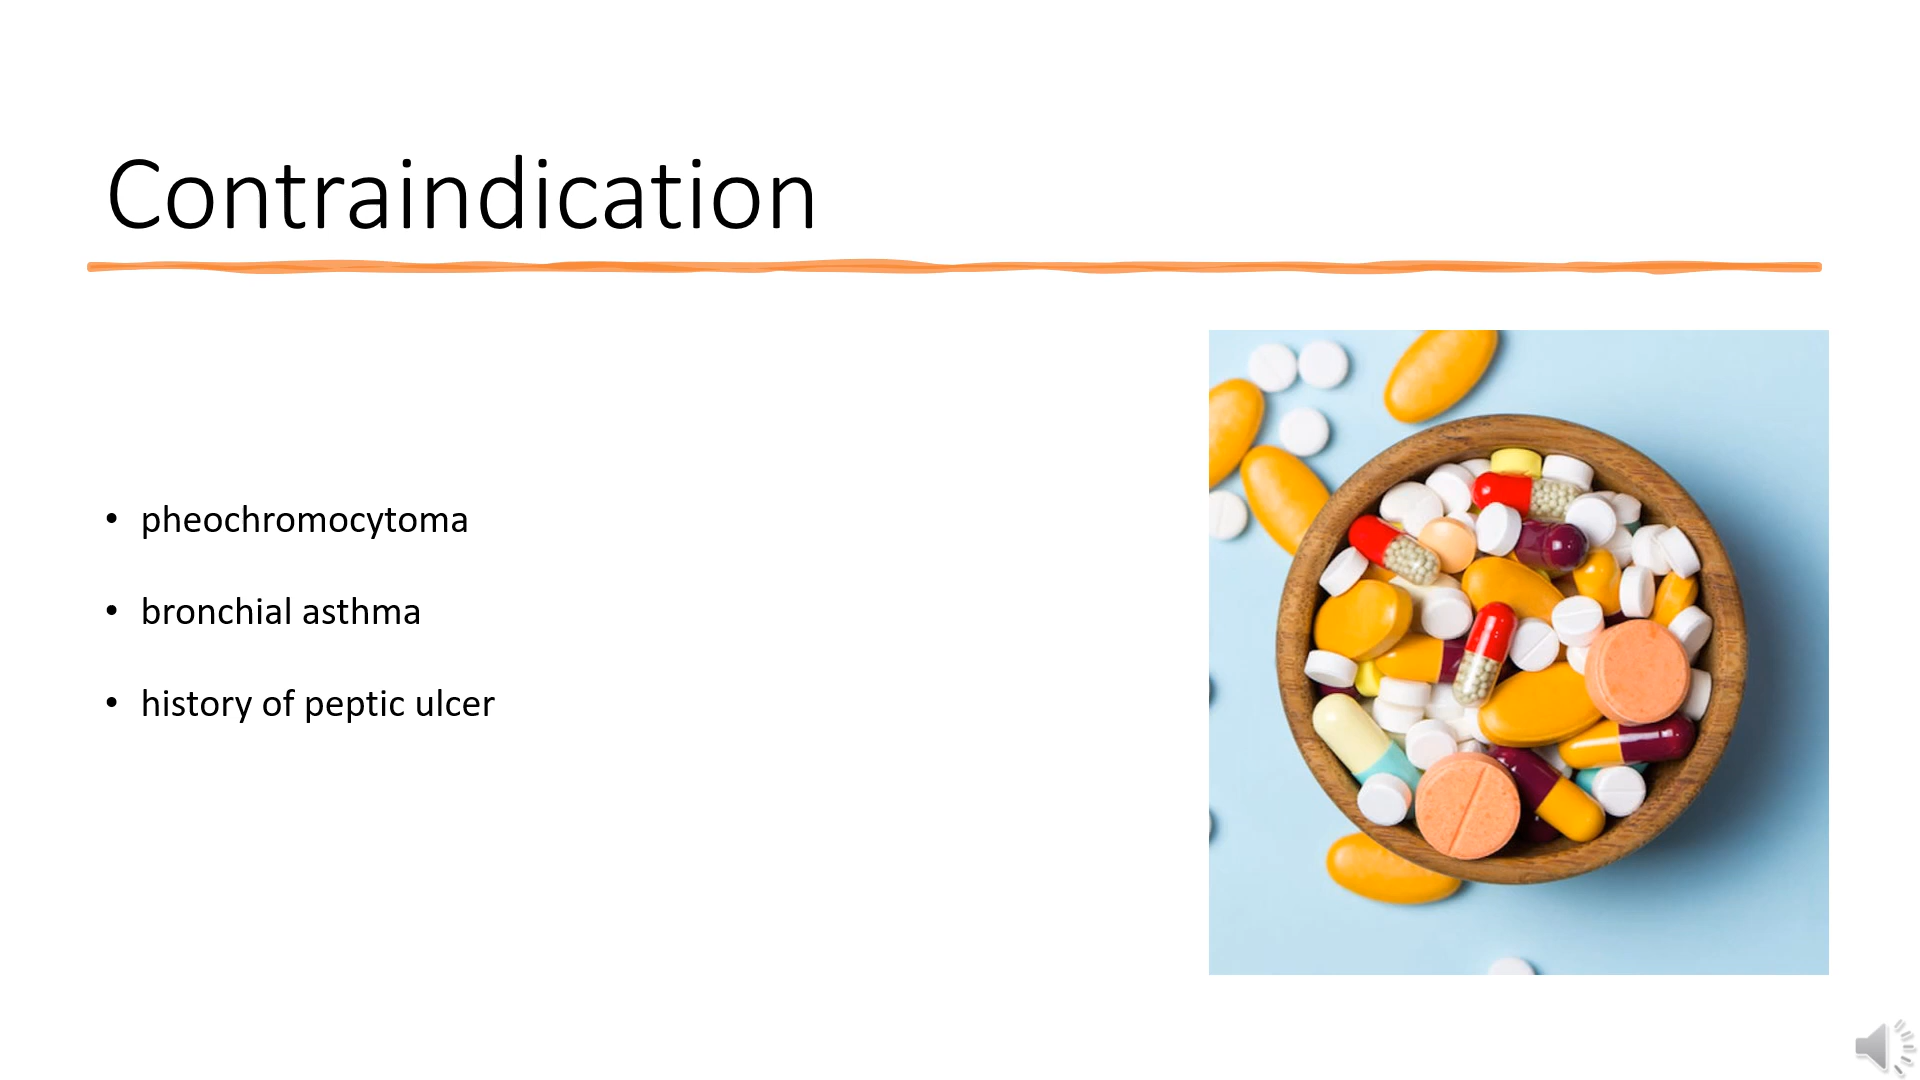 Contraindication
• pheochromocytoma
• bronchial asthma
• history of peptic ulcer